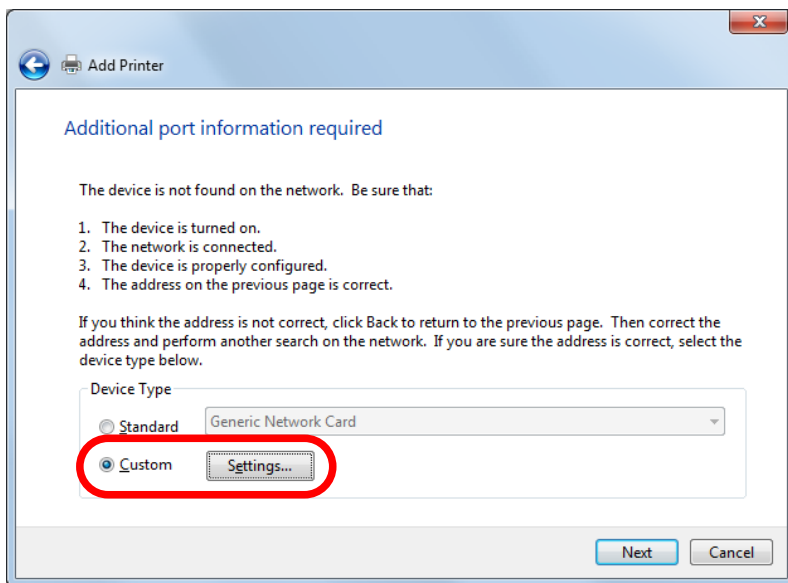 Add Printer
Additional port information required
The device is not found on the network. Be sure that:
1. The device is turned on.
2. The network is connected.
3. The device is properly configured.
4. The address on the previous page is correct.
If you think the address is not correct, click Back to return to the previous page. Then correct the
address and perform another search on the network. If you are sure the address is correct, select the
device type below.
Device Type
Standard Generic Network Card
Custom Settings...
Next Cancel